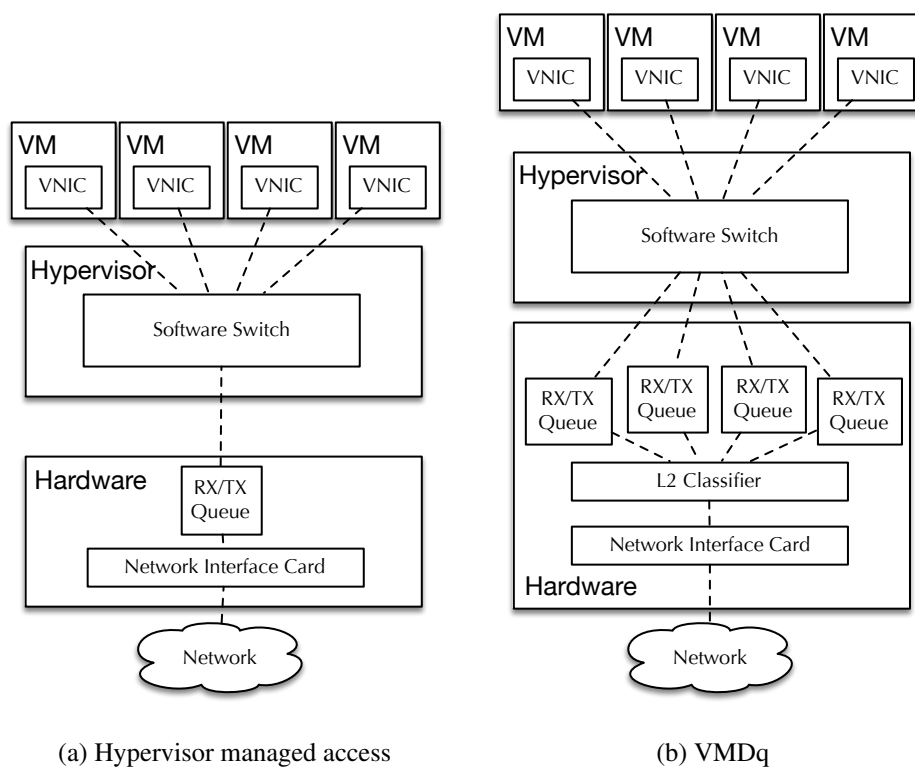 VM VM VM VM
VNIC VNIC VNIC VNIC
Hypervisor
Software Switch
Hardware
RX/TX
Queue
Network Interface Card
Network
(a) Hypervisor managed access
VM VM VM VM
VNIC VNIC VNIC VNIC
Hypervisor
Software Switch
RX/TX RX/TX RX/TX RX/TX
Queue Queue Queue Queue
L2 Classifier
Network Interface Card
Hardware
Network
(b) VMDq